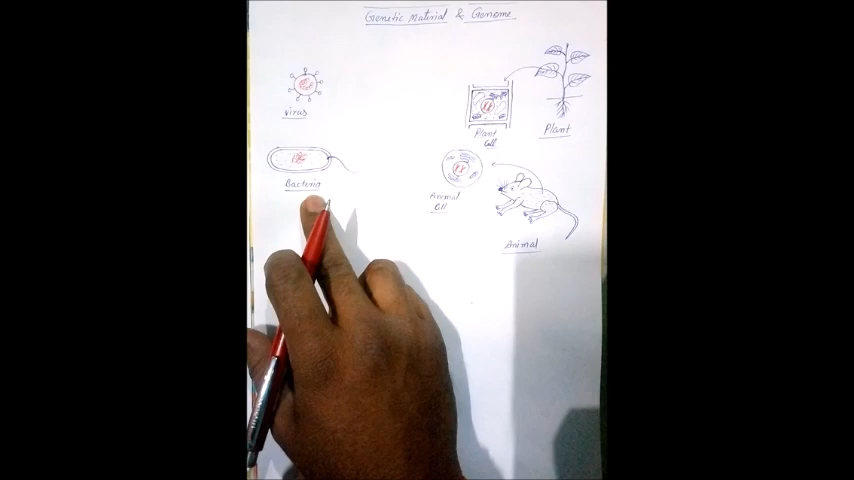 Genetic Material & Genome
Virus
Plant
Cell
Plant
Bacteria
Animal
Cell
Animal